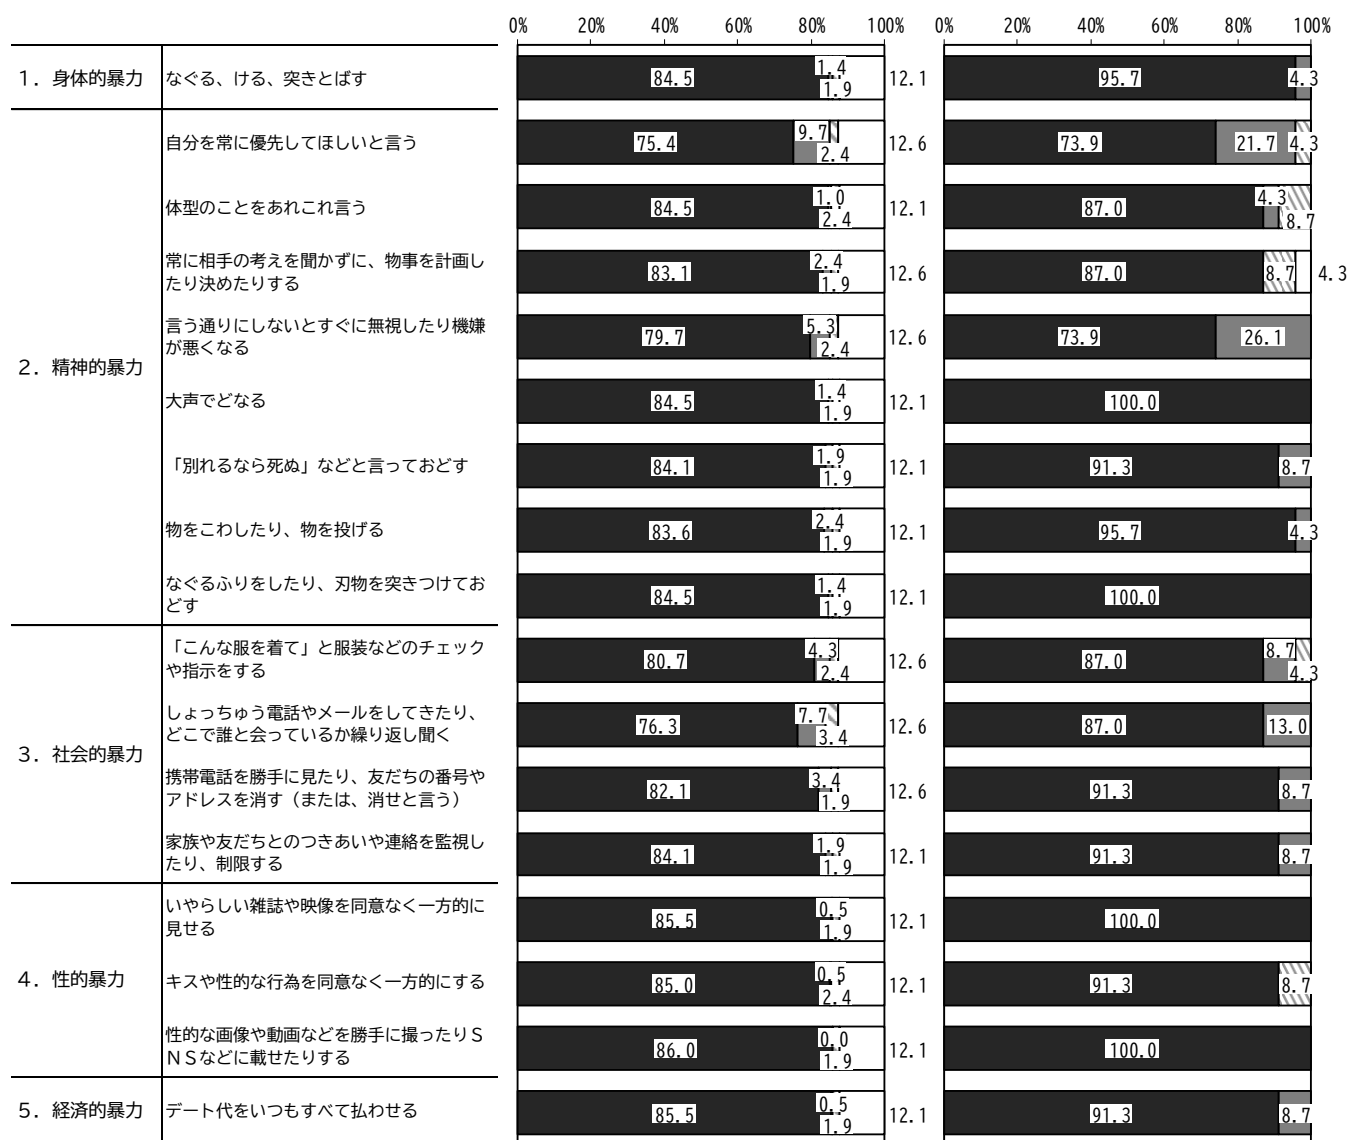 0% 20% 40% 60% 80% 100% 0% 20% 40% 60% 80% 100%
1．身体的暴力 なぐる、ける、突きとばす 84.5 1.4 1.9 12.1 95.7 4.3
自分を常に優先してほしいと言う 75.4 9.7 2.4 12.6 73.9 21.7 4.3
体型のことをあれこれ言う 84.5 1.0 2.4 12.1 87.0 4.3 8.7
常に相手の考えを聞かずに、物事を計画し
たり決めたりする 83.1 2.4 1.9 12.6 87.0 8.7 4.3
言う通りにしないとすぐに無視したり機嫌
が悪くなる 79.7 5.3 2.4 12.6 73.9 26.1
2．精神的暴力
大声でどなる 84.5 1.4 1.9 12.1 100.0
「別れるなら死ぬ」などと言っておどす 84.1 1.9 1.9 12.1 91.3 8.7
物をこわしたり、物を投げる 83.6 2.4 1.9 12.1 95.7 4.3
なぐるふりをしたり、刃物を突きつけてお
どす 84.5 1.4 1.9 12.1 100.0
「こんな服を着て」と服装などのチェック
や指示をする 80.7 4.3 2.4 12.6 87.0 8.7 4.3
しょっちゅう電話やメールをしてきたり、
どこで誰と会っているか繰り返し聞く 76.3 7.7 3.4 12.6 87.0 13.0
3．社会的暴力
携帯電話を勝手に見たり、友だちの番号や
アドレスを消す（または、消せと言う） 82.1 3.4 1.9 12.6 91.3 8.7
家族や友だちとのつきあいや連絡を監視し
たり、制限する 84.1 1.9 1.9 12.1 91.3 8.7
いやらしい雑誌や映像を同意なく一方的に
見せる 85.5 0.5 1.9 12.1 100.0
4．性的暴力 キスや性的な行為を同意なく一方的にする 85.0 0.5 2.4 12.1 91.3 8.7
性的な画像や動画などを勝手に撮ったりＳ
ＮＳなどに載せたりする 86.0 0.0 1.9 12.1 100.0
5．経済的暴力 デート代をいつもすべて払わせる 85.5 0.5 1.9 12.1 91.3 8.7